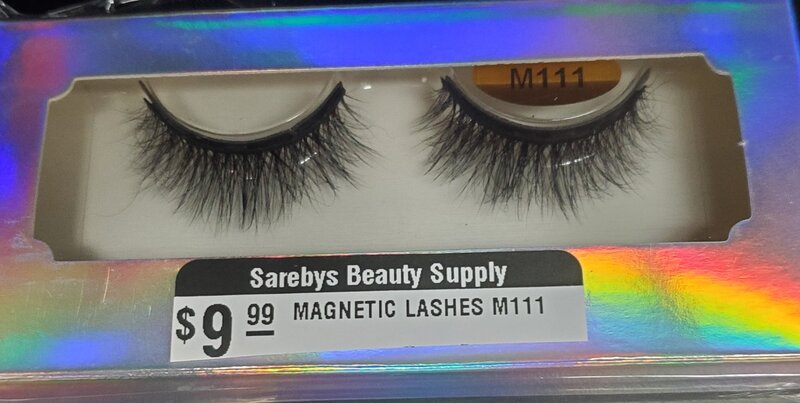 M111
Sarebys Beauty Supply
$9 99 MAGNETIC LASHES M111